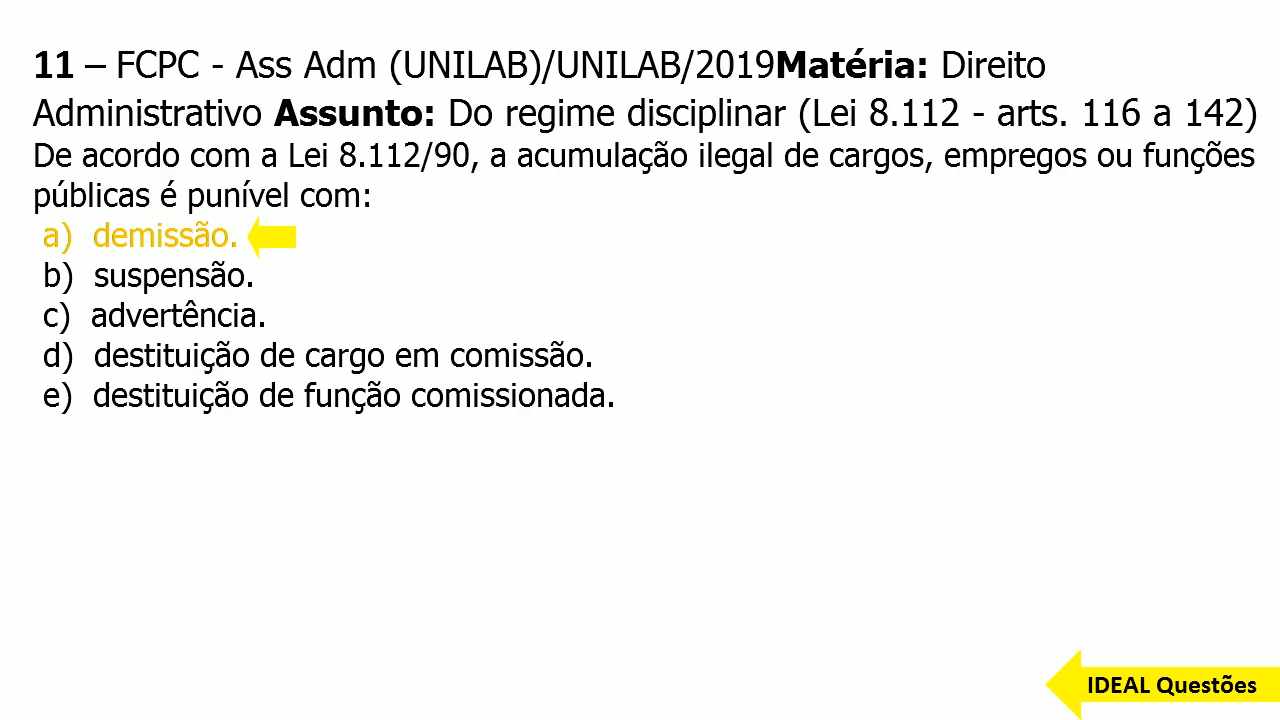 11 – FCPC - Ass Adm (UNILAB)/UNILAB/2019Matéria: Direito
Administrativo Assunto: Do regime disciplinar (Lei 8.112 - arts. 116 a 142)
De acordo com a Lei 8.112/90, a acumulação ilegal de cargos, empregos ou funções
públicas é punível com:
a) demissão.
b) suspensão.
c) advertência.
d) destituição de cargo em comissão.
e) destituição de função comissionada.
IDEAL Questões